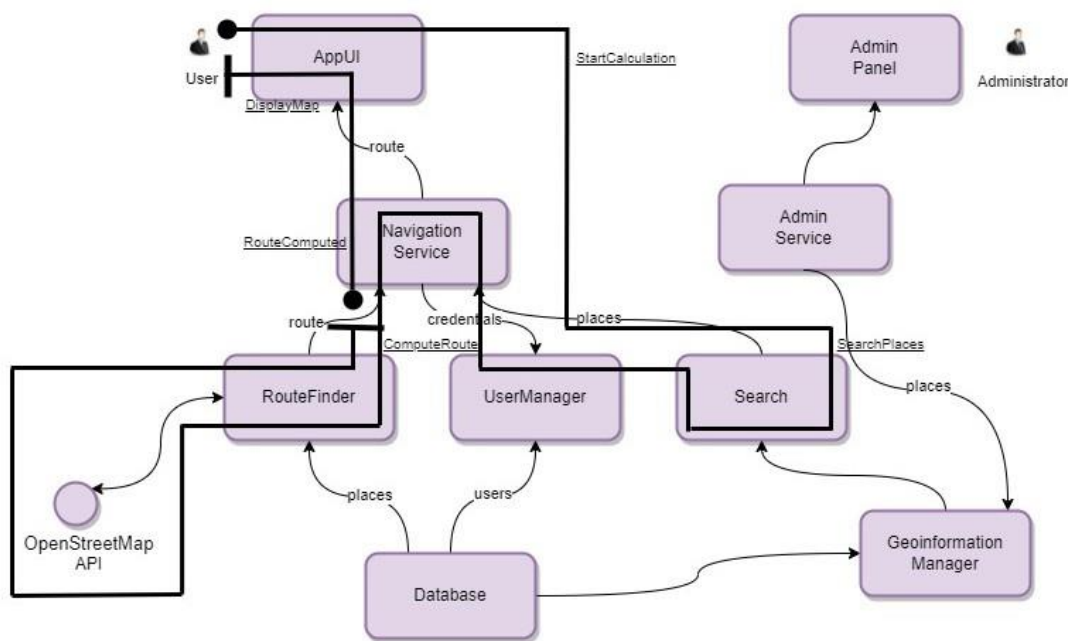 AppUI
StartCalculation
Admin
Panel
User
Administrator
DisplayMap
route
Navigation
Service
Admin
Service
RouteComputed
route
credentials
places
ComputeRoute
SearchPlaces
RouteFinder
UserManager
Search
places
places
users
OpenStreetMap
API
Geoinformation
Manager
Database